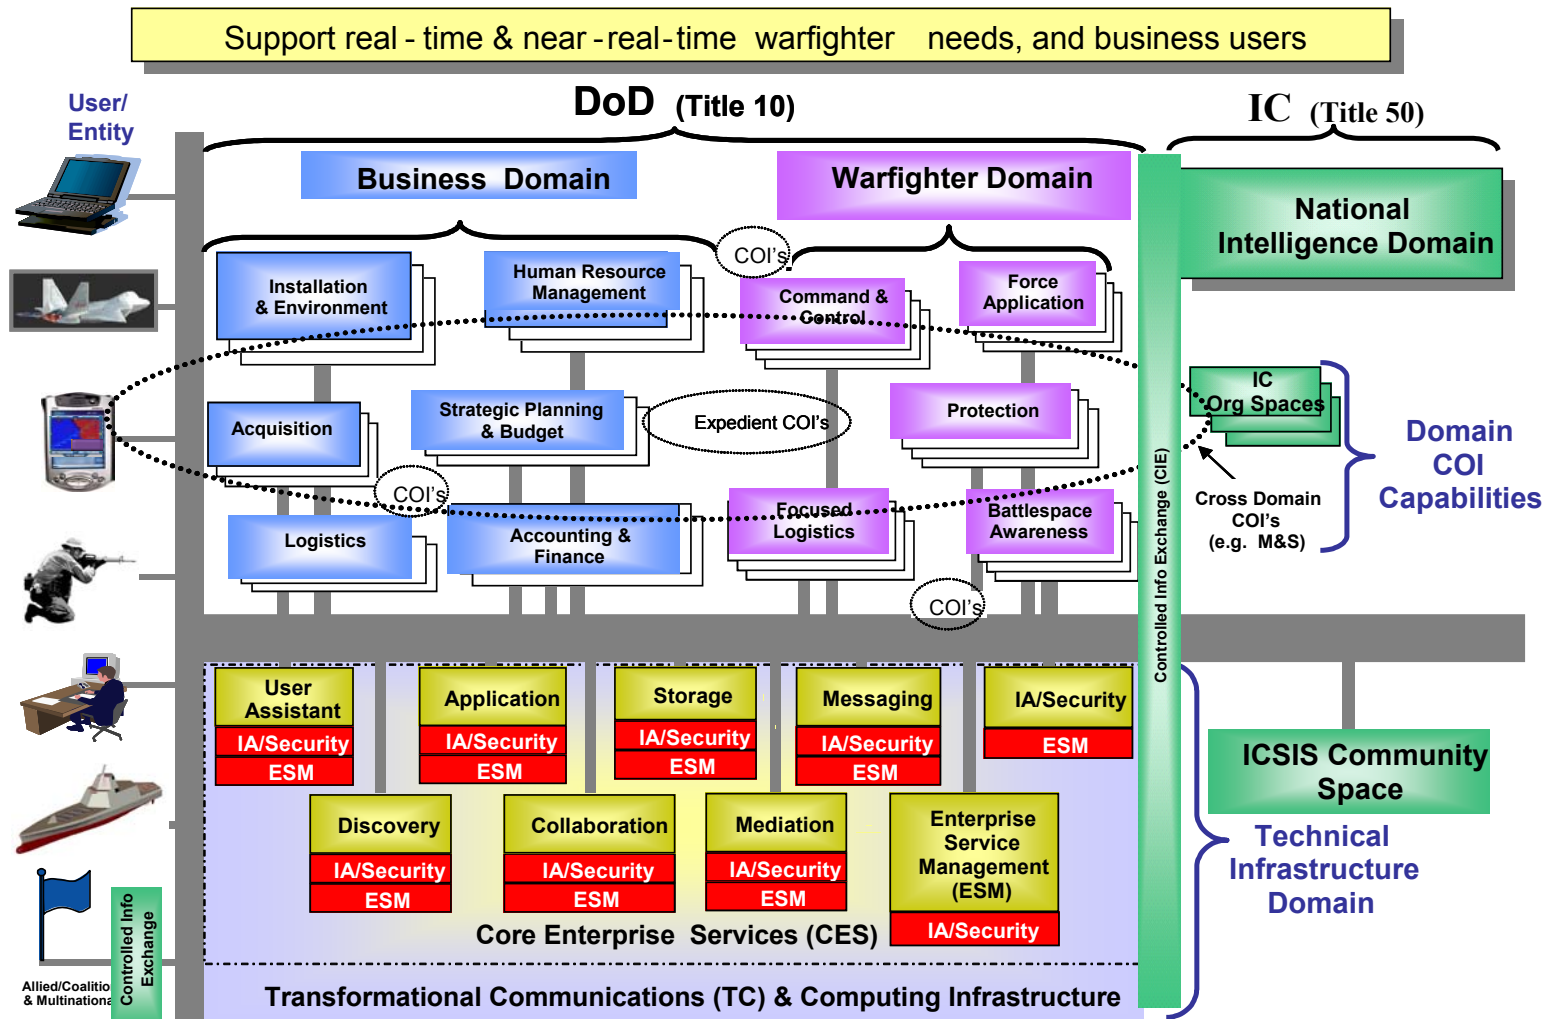 Support real - time & near - real - time warfighter needs, and business users
User/
Entity
DoD (Title 10)
IC (Title 50)
Business Domain
Warfighter Domain
National
Intelligence Domain
COI's
Installation
& Environment
Human Resource
Management
Command &
Control
Force
Application
Acquisition
Strategic Planning
& Budget
Expedient COI's
Protection
IC
Org Spaces
Domain
COI
Capabilities
COI's
Logistics
Accounting &
Finance
Focused
Logistics
Battlespace
Awareness
Cross Domain
COI's
(e.g. M&S)
COI's
Controlled Info Exchange (CIE)
User
Assistant
IA/Security
ESM
Application
IA/Security
ESM
Storage
IA/Security
ESM
Messaging
IA/Security
ESM
IA/Security
ESM
ICSIS Community
Space
Discovery
IA/Security
ESM
Collaboration
IA/Security
ESM
Mediation
IA/Security
ESM
Enterprise
Service
Management
(ESM)
IA/Security
Technical
Infrastructure
Domain
Core Enterprise Services (CES)
Controlled Info
Exchange
Allied/Coalition
& Multinational
Transformational Communications (TC) & Computing Infrastructure